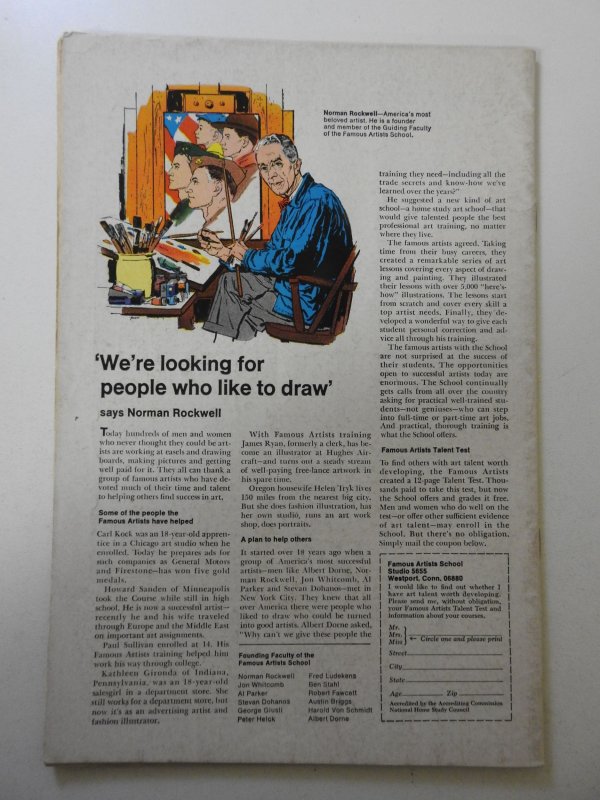 Norman Rockwell—America's most
beloved artist. He is a founder
and member of the Guiding Faculty
of the Famous Artists School.
'We're looking for
people who like to draw'
says Norman Rockwell
Today hundreds of men and women
who never thought they could be art-
ists are working at easels and drawing
boards, making pictures and getting
well paid for it. They all can thank a
group of famous artists who have de-
voted much of their time and talent
to helping others find success in art.
Some of the people the
Famous Artists have helped
Carl Kock was an 18-year-old appren-
tice in a Chicago art studio when he
enrolled. Today he prepares ads for
such companies as General Motors
and Firestone—has won five gold
medals.
Howard Sanden of Minneapolis
took the Course while still in high
school. He is now a successful artist—
recently he and his wife traveled
through Europe and the Middle East
on important art assignments.
Paul Sullivan enrolled at 14. His
Famous Artists training helped him
work his way through college.
Kathleen Gironda of Indiana,
Pennsylvania, was an 18-year-old
salesgirl in a department store. She
still works for a department store, but
now it's as an advertising artist and
fashion illustrator.
With Famous Artists training
James Ryan, formerly a clerk, has be-
come an illustrator at Hughes Air-
craft—and turns out a steady stream
of well-paying free-lance artwork in
his spare time.
Oregon housewife Helen Tryk lives
150 miles from the nearest big city.
But she does fashion illustration, has
her own studio, runs an art work
shop, does portraits.
A plan to help others
It started over 18 years ago when a
group of America's most successful
artists—men like Albert Dorne, Nor-
man Rockwell, Jon Whitcomb, Al
Parker and Stevan Dohanos—met in
New York City. They knew that all
over America there were people who
liked to draw who could be turned
into good artists. Albert Dorne asked,
"Why can't we give these people the
Founding Faculty of the
Famous Artists School
Norman Rockwell
Jon Whitcomb
Al Parker
Stevan Dohanos
George Giusti
Peter Helck
Fred Ludekens
Ben Stahl
Robert Fawcett
Austin Briggs
Harold Von Schmidt
Albert Dorne
training they need—including all the
trade secrets and know-how we've
learned over the years?"
He suggested a new kind of art
school—a home study art school—that
would give talented people the best
professional art training, no matter
where they live.
The famous artists agreed. Taking
time from their busy careers, they
created a remarkable series of art
lessons covering every aspect of draw-
ing and painting. They illustrated
their lessons with over 5,000 "here's-
how" illustrations. The lessons start
from scratch and cover every skill a
top artist needs. Finally, they de-
veloped a wonderful way to give each
student personal correction and ad-
vice all through his training.
The famous artists with the School
are not surprised at the success of
their students. The opportunities
open to successful artists today are
enormous. The School continually
gets calls from all over the country
asking for practical well-trained stu-
dents—not geniuses—who can step
into full-time or part-time art jobs.
And practical, thorough training is
what the School offers.
Famous Artists Talent Test
To find others with art talent worth
developing, the Famous Artists
created a 12-page Talent Test. Thou-
sands paid to take this test, but now
the School offers and grades it free.
Men and women who do well on the
test—or offer other sufficient evidence
of art talent—may enroll in the
School. But there's no obligation.
Simply mail the coupon below.
Famous Artists School
Studio 5655
Westport, Conn. 06880
I would like to find out whether I
have art talent worth developing.
Please send me, without obligation,
your Famous Artists Talent Test and
information about your courses.
Mr.
Mrs.
Miss
← Circle one and please print
Street
City
State
Age Zip
Accredited by the Accrediting Commission
National Home Study Council